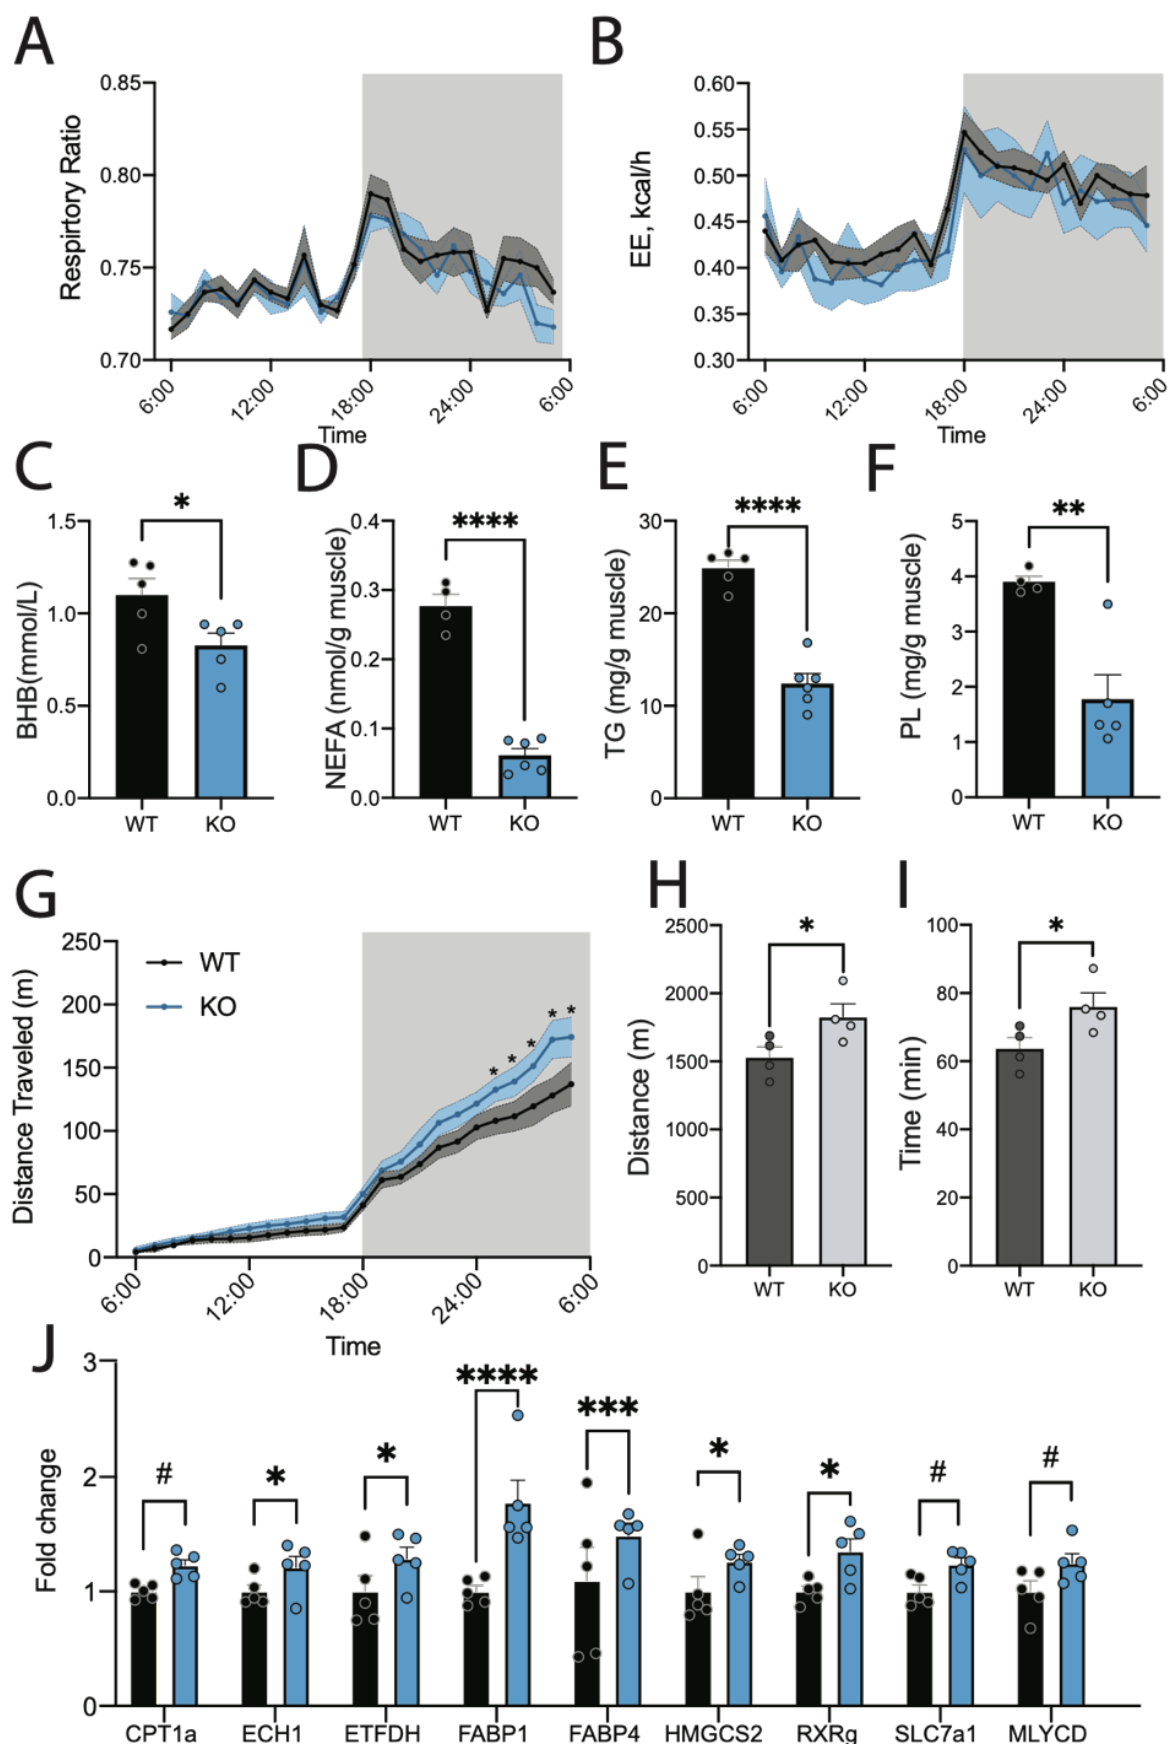 A
B
0.85
0.80
0.75
0.70
Respirtory Ratio
6:00
12:00
18:00
24:00
6:00
Time
0.60
0.55
0.50
0.45
0.40
0.35
0.30
EE, kcal/h
6:00
12:00
18:00
24:00
6:00
Time
C
D
E
F
*
1.5
1.0
0.5
0.0
BHB(mmol/L)
WT
KO
****
0.4
0.3
0.2
0.1
0.0
NEFA (nmol/g muscle)
WT
KO
****
30
20
10
0
TG (mg/g muscle)
WT
KO
**
5
4
3
2
1
0
PL (mg/g muscle)
WT
KO
G
H
I
250
200
150
100
50
0
Distance Traveled (m)
WT
KO
* * * * *
6:00
12:00
18:00
24:00
6:00
Time
*
2500
2000
1500
1000
500
0
Distance (m)
WT
KO
*
100
80
60
40
20
0
Time (min)
WT
KO
J
3
2
1
0
Fold change
#
*
*
****
***
*
*
#
#
CPT1a
ECH1
ETFDH
FABP1
FABP4
HMGCS2
RXRg
SLC7a1
MLYCD